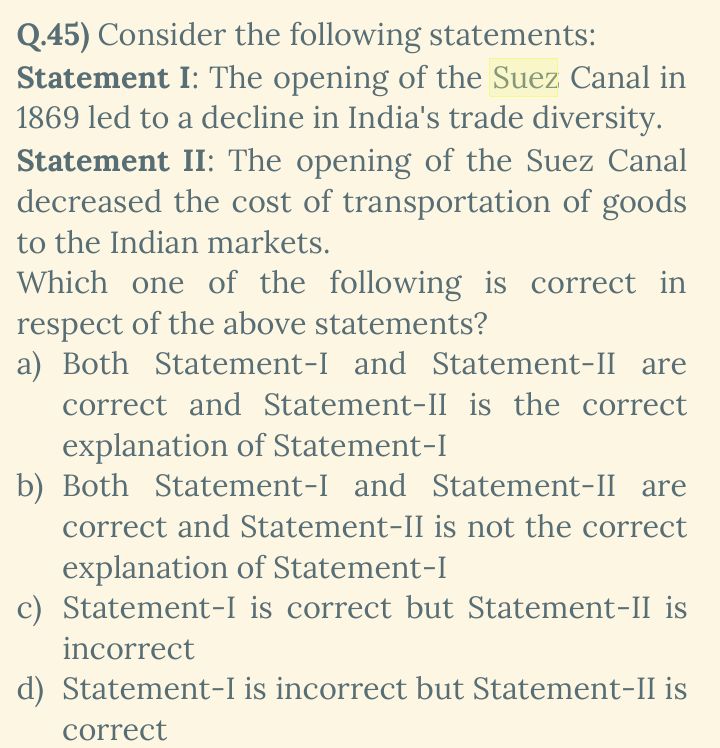 Q.45) Consider the following statements:
Statement I: The opening of the Suez Canal in
1869 led to a decline in India's trade diversity.
Statement II: The opening of the Suez Canal
decreased the cost of transportation of goods
to the Indian markets.
Which one of the following is correct in
respect of the above statements?
a) Both Statement-I and Statement-II are
correct and Statement-II is the correct
explanation of Statement-I
b) Both Statement-I and Statement-II are
correct and Statement-II is not the correct
explanation of Statement-I
c) Statement-I is correct but Statement-II is
incorrect
d) Statement-I is incorrect but Statement-II is
correct